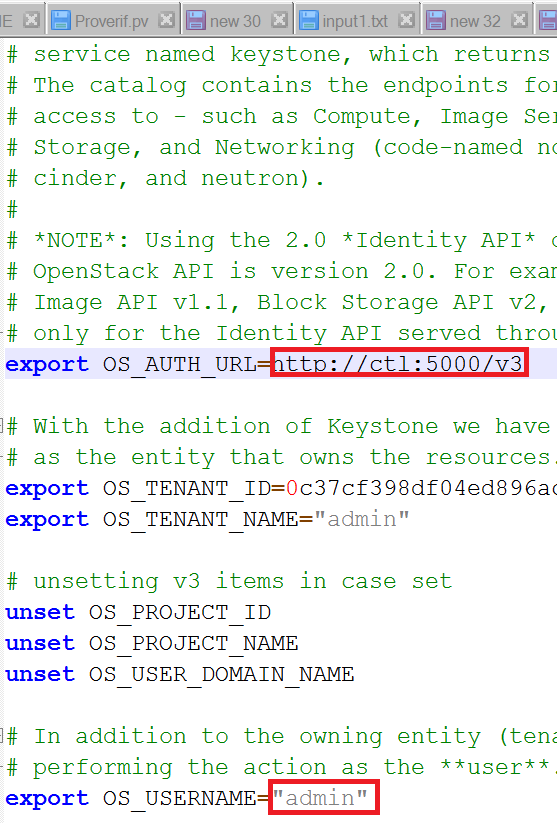 Proverif.pv new 30 input1.txt new 32
# service named keystone, which returns
# The catalog contains the endpoints for
# access to - such as Compute, Image Ser
# Storage, and Networking (code-named no
# cinder, and neutron).
#
# *NOTE*: Using the 2.0 *Identity API* d
# OpenStack API is version 2.0. For exam
# Image API v1.1, Block Storage API v2,
# only for the Identity API served throu
export OS_AUTH_URL=http://ctl:5000/v3
# With the addition of Keystone we have
# as the entity that owns the resources.
export OS_TENANT_ID=0c37cf398df04ed896ad
export OS_TENANT_NAME="admin"
# unsetting v3 items in case set
unset OS_PROJECT_ID
unset OS_PROJECT_NAME
unset OS_USER_DOMAIN_NAME
# In addition to the owning entity (tena
# performing the action as the **user**.
export OS_USERNAME="admin"